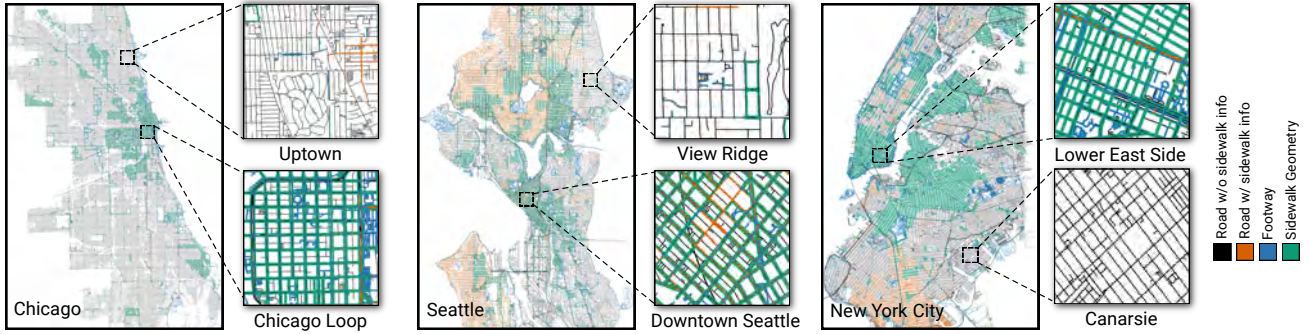 Chicago
Uptown
Chicago Loop
Seattle
View Ridge
Downtown Seattle
New York City
Lower East Side
Canarsie
Road w/o sidewalk info
Road w/ sidewalk info
Footway
Sidewalk Geometry